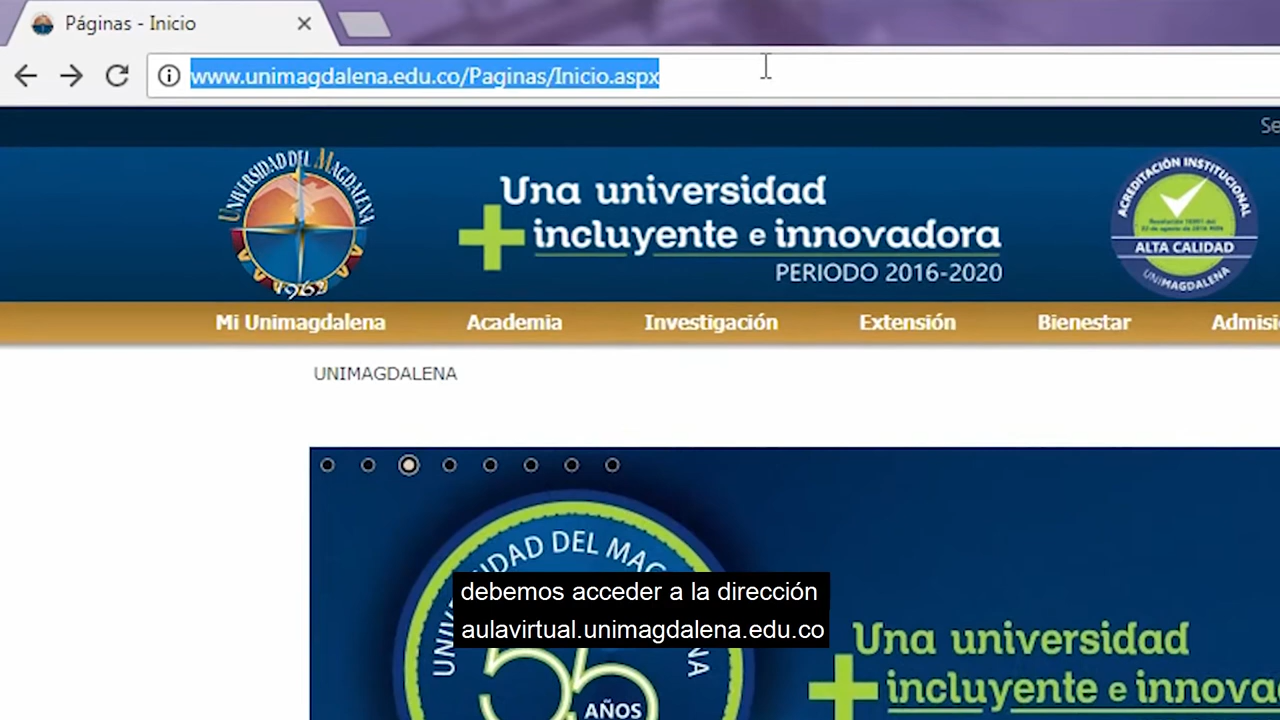 Páginas - Inicio
www.unimagdalena.edu.co/Paginas/Inicio.aspx
Se
UNIVERSIDAD DEL MAGDALENA
1962
Una universidad
+ incluyente e innovadora
PERIODO 2016-2020
ACREDITACIÓN INSTITUCIONAL
ALTA CALIDAD
UNIMAGDALENA
Mi Unimagdalena Academia Investigación Extensión Bienestar Admisi
UNIMAGDALENA
UNIVERSIDAD DEL MAG NA
55
AÑOS
debemos acceder a la dirección
aulavirtual.unimagdalena.edu.co
Una universidad
+ incluyente e innova